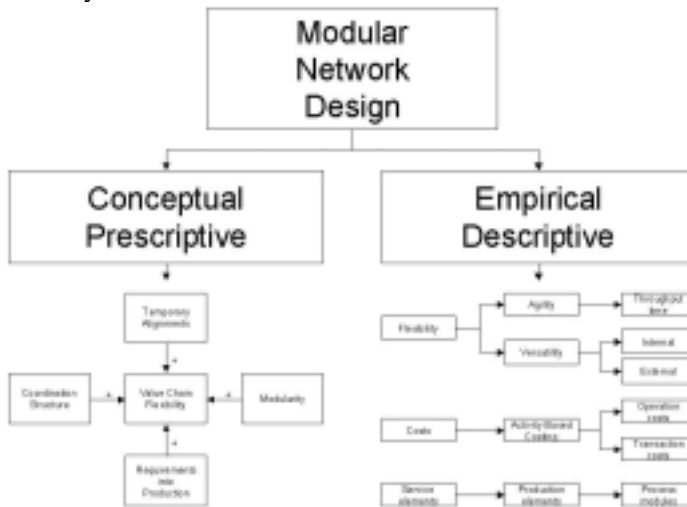 Modular
Network
Design
Conceptual
Prescriptive
Empirical
Descriptive
Temporary
Alignments
Coordination
Structure
Value Chain
Flexibility
Modularity
Requirements
into
Production
Flexibility
Agility
Throughput
time
Versatility
Internal
External
Costs
Activity Based
Costing
Operation
costs
Transaction
costs
Service
elements
Production
elements
Process
modules